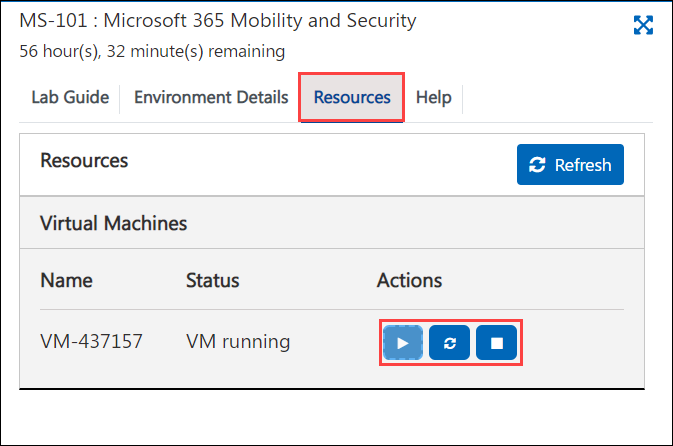 MS-101 : Microsoft 365 Mobility and Security
56 hour(s), 32 minute(s) remaining
Lab Guide Environment Details Resources Help
Resources Refresh
Virtual Machines
Name Status Actions
VM-437157 VM running